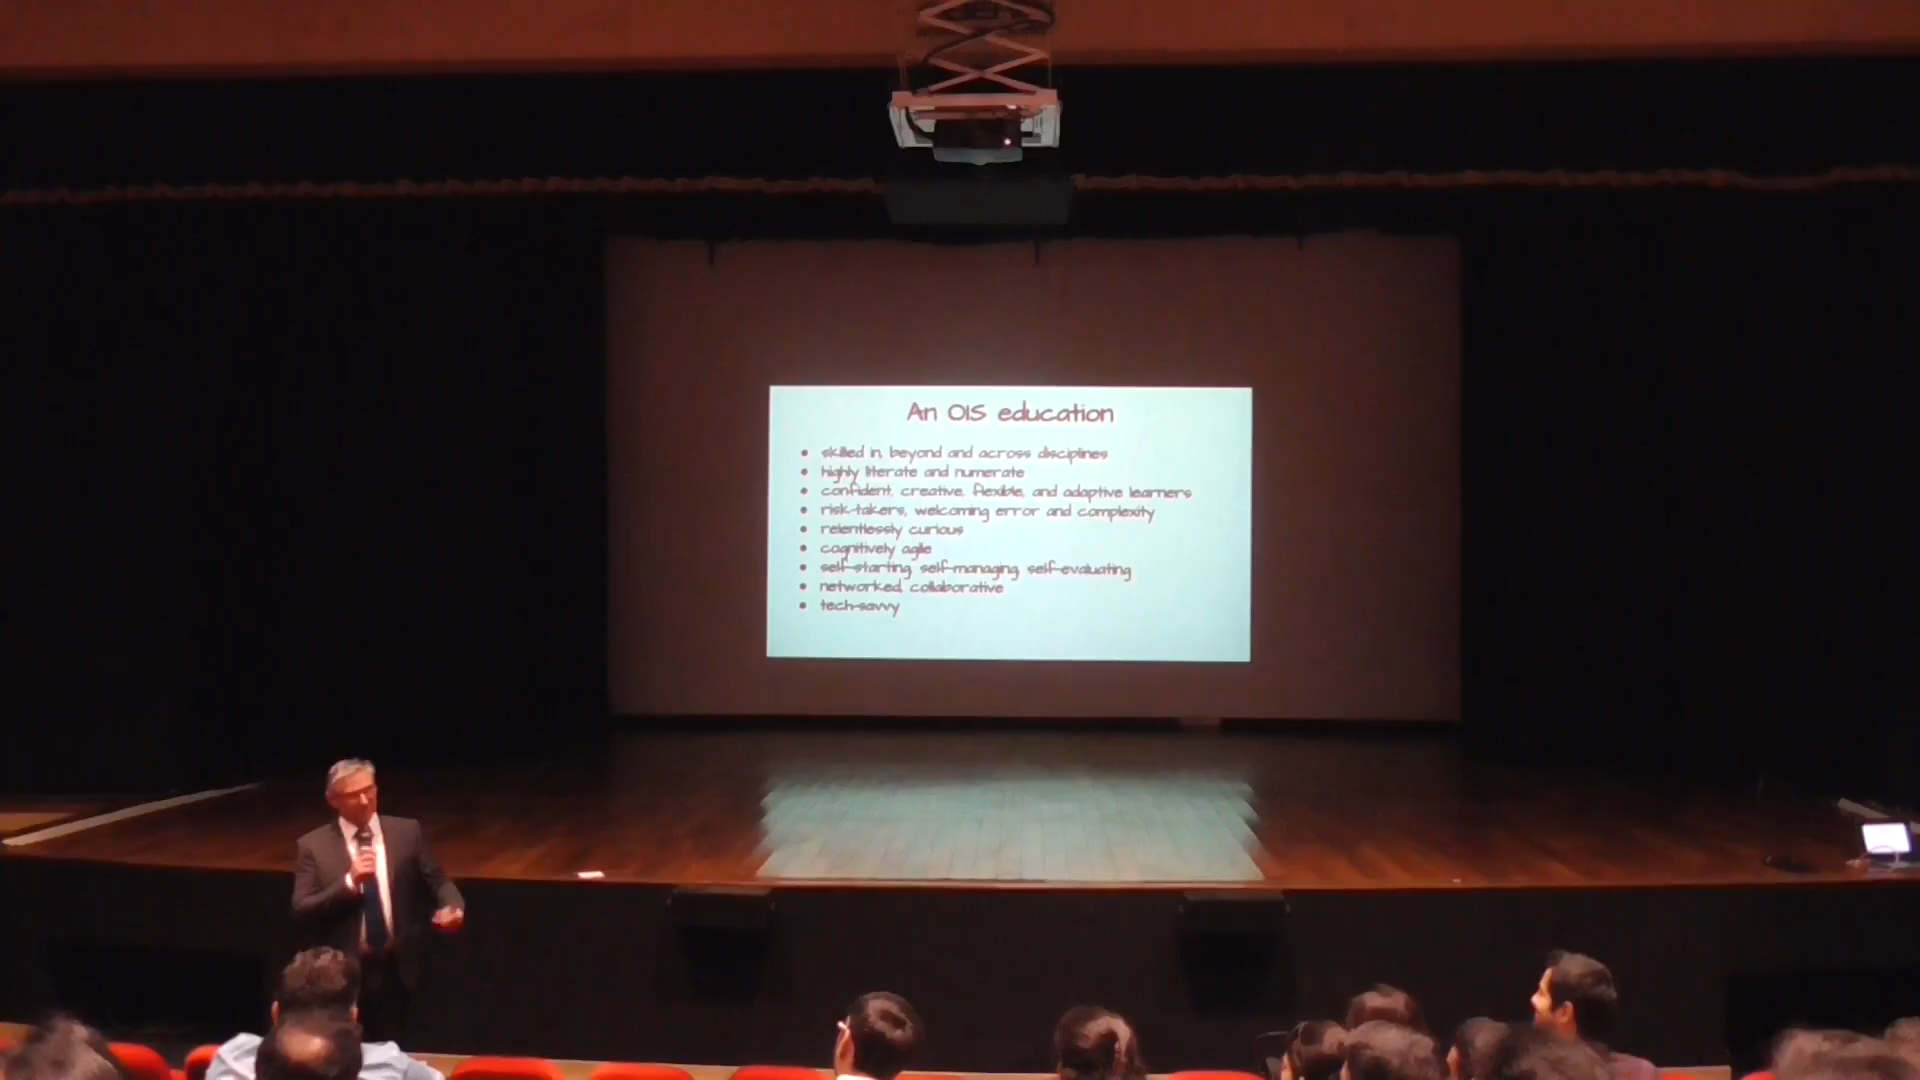 An OIS education
• skilled in, beyond and across disciplines
• highly literate and numerate
• confident, creative, flexible, and adaptive learners
• risk-takers, welcoming error and complexity
• relentlessly curious
• cognitively agile
• self-starting, self-managing, self-evaluating
• networked, collaborative
• tech-savvy